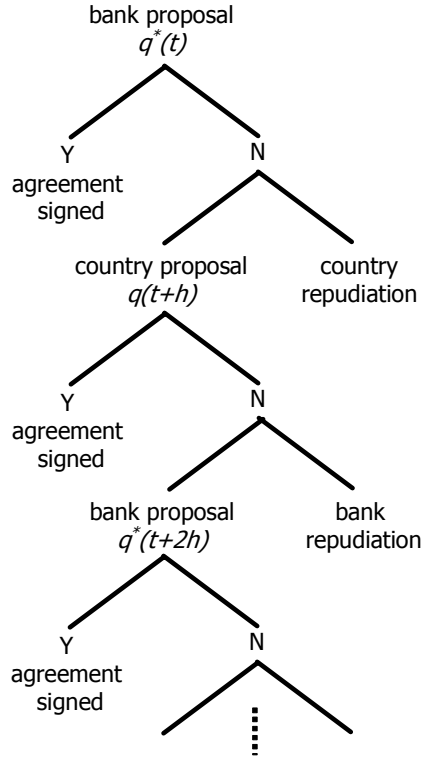 bank proposal
q*(t)
Y
N
agreement
signed
country proposal
q(t+h)
country
repudiation
Y
N
agreement
signed
bank proposal
q*(t+2h)
bank
repudiation
Y
N
agreement
signed